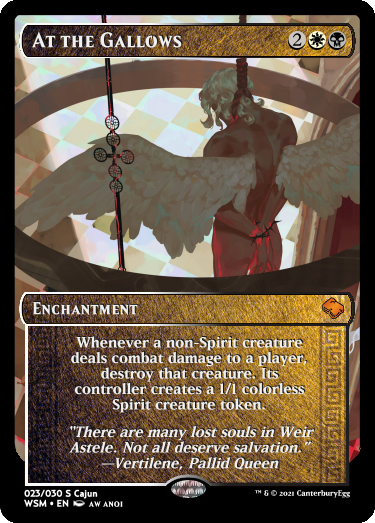 At the Gallows 2
Enchantment
Whenever a non-Spirit creature
deals combat damage to a player,
destroy that creature. Its
controller creates a 1/1 colorless
Spirit creature token.
"There are many lost souls in Weir
Astele. Not all deserve salvation."
—Vertilene, Pallid Queen
023/030 S Cajun
WSM • EN AW ANOI
™ & © 2021 CanterburyEgg